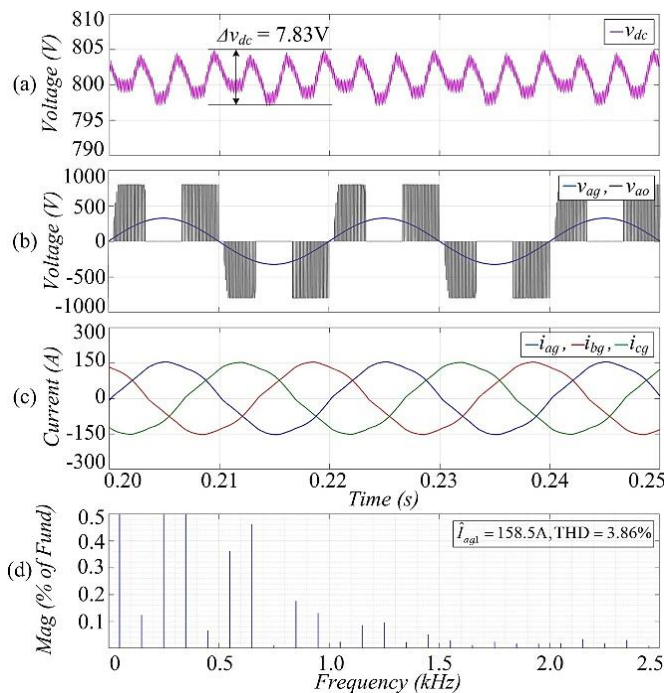 810
805
800
795
790
Voltage (V)
(a)
Δv_dc = 7.83V
v_dc
1000
500
0
-500
-1000
Voltage (V)
(b)
v_ag, v_ao
300
150
0
-150
-300
Current (A)
(c)
i_ag, i_bg, i_cg
0.20 0.21 0.22 0.23 0.24 0.25
Time (s)
0.5
0.4
0.3
0.2
0.1
Mag (% of Fund)
(d)
Î_ag1 = 158.5A, THD = 3.86%
0 0.5 1.0 1.5 2.0 2.5
Frequency (kHz)